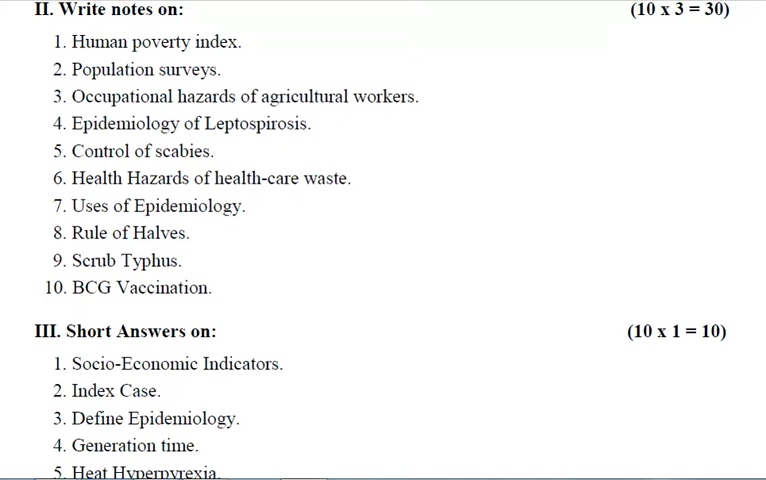 II. Write notes on: (10 x 3 = 30)
1. Human poverty index.
2. Population surveys.
3. Occupational hazards of agricultural workers.
4. Epidemiology of Leptospirosis.
5. Control of scabies.
6. Health Hazards of health-care waste.
7. Uses of Epidemiology.
8. Rule of Halves.
9. Scrub Typhus.
10. BCG Vaccination.
III. Short Answers on: (10 x 1 = 10)
1. Socio-Economic Indicators.
2. Index Case.
3. Define Epidemiology.
4. Generation time.
5. Heat Hyperpyrexia.